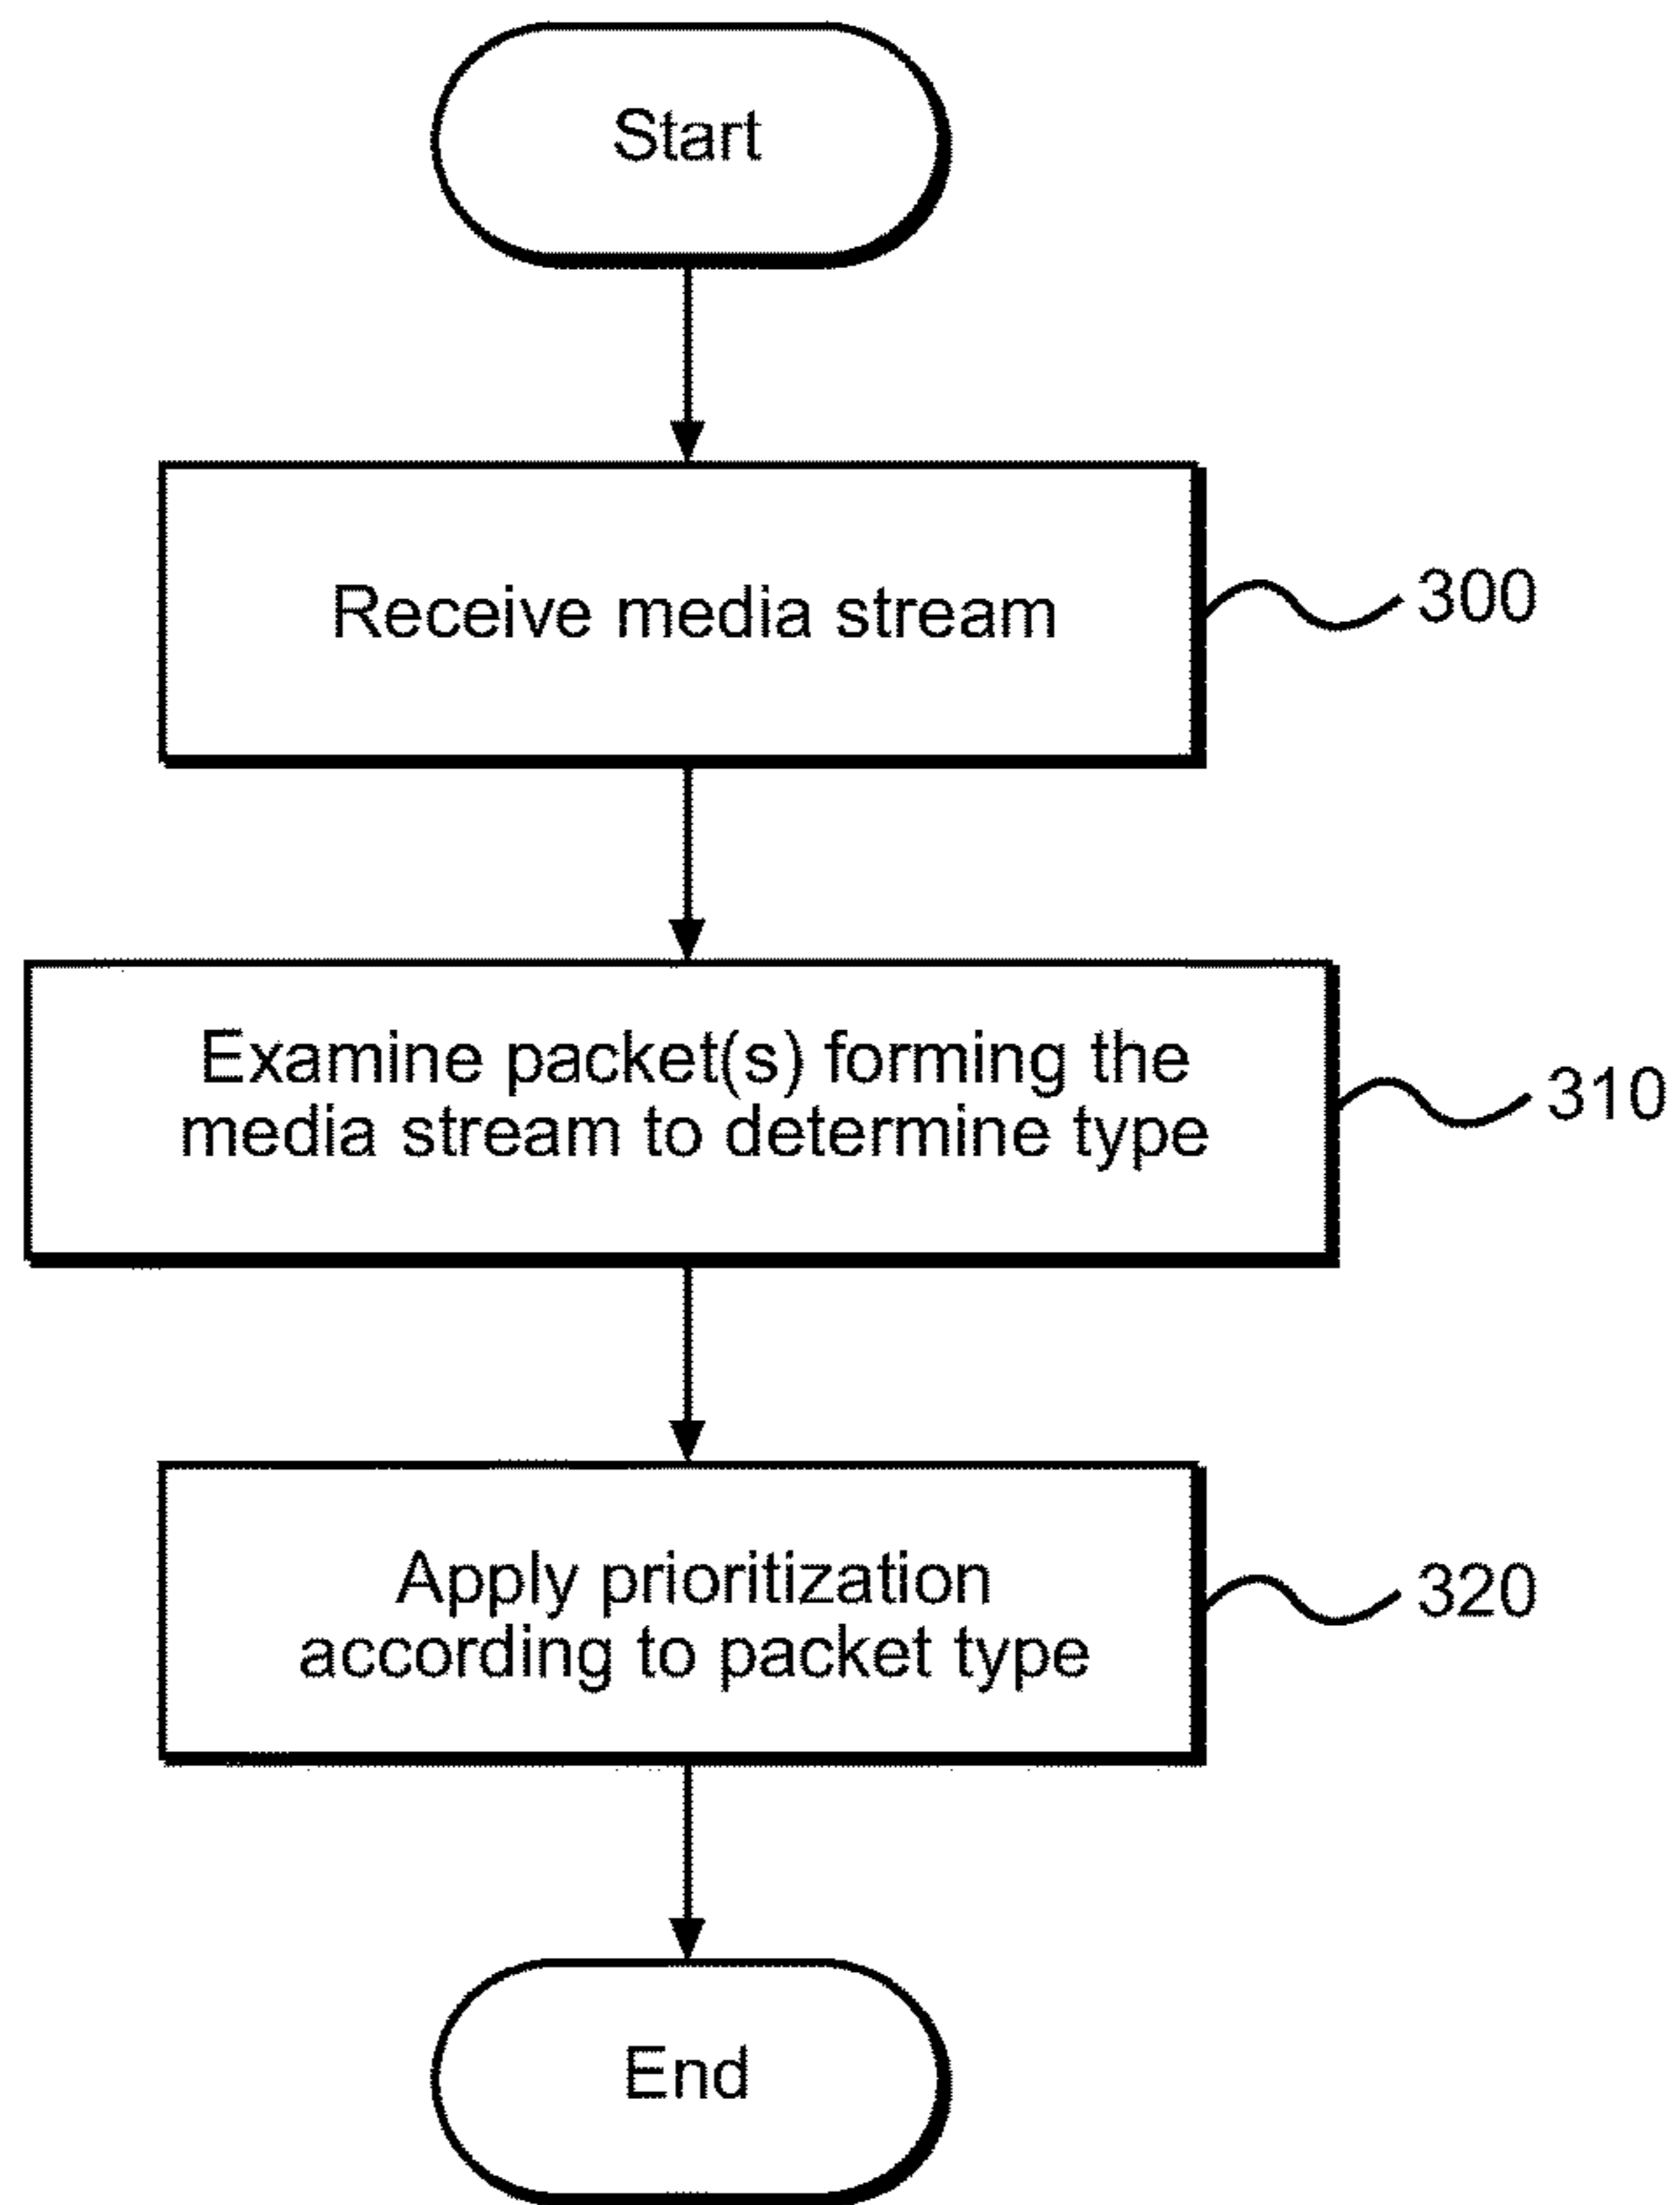 Start
Receive media stream
300
Examine packet(s) forming the
media stream to determine type
310
Apply prioritization
according to packet type
320
End